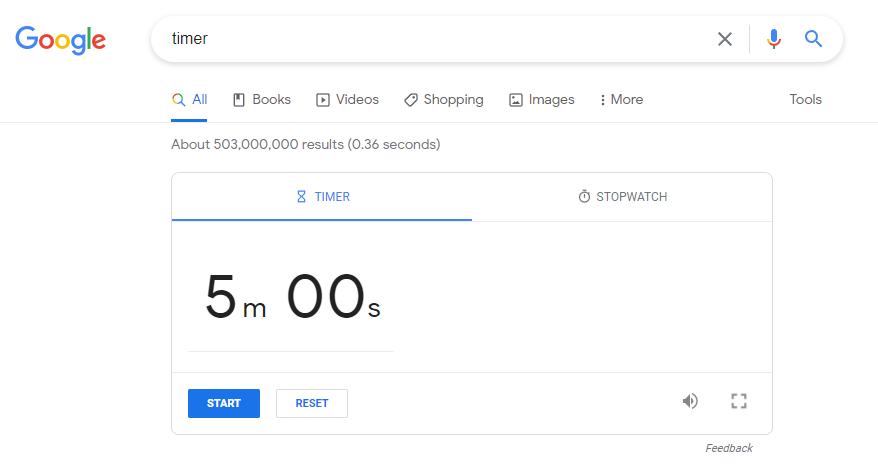 Google timer
All Books Videos Shopping Images More Tools
About 503,000,000 results (0.36 seconds)
TIMER STOPWATCH
5m 00s
START RESET
Feedback